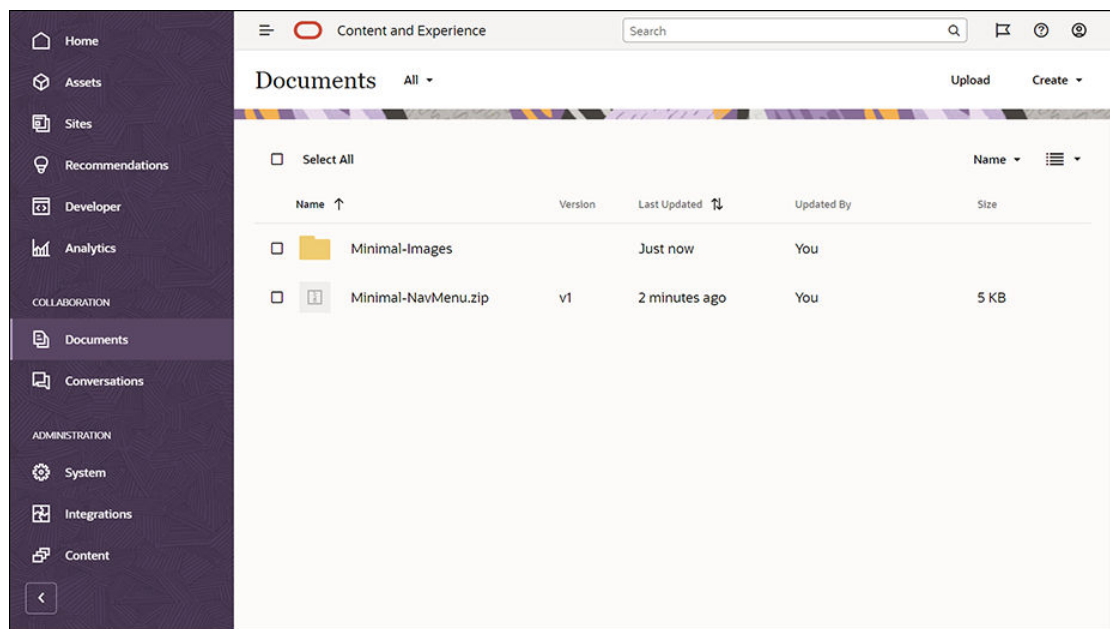 Home
Assets
Sites
Recommendations
Developer
Analytics
COLLABORATION
Documents
Conversations
ADMINISTRATION
System
Integrations
Content
Content and Experience
Search
Documents All
Upload Create
Select All
Name
Name Version Last Updated Updated By Size
Minimal-Images Just now You
Minimal-NavMenu.zip v1 2 minutes ago You 5 KB